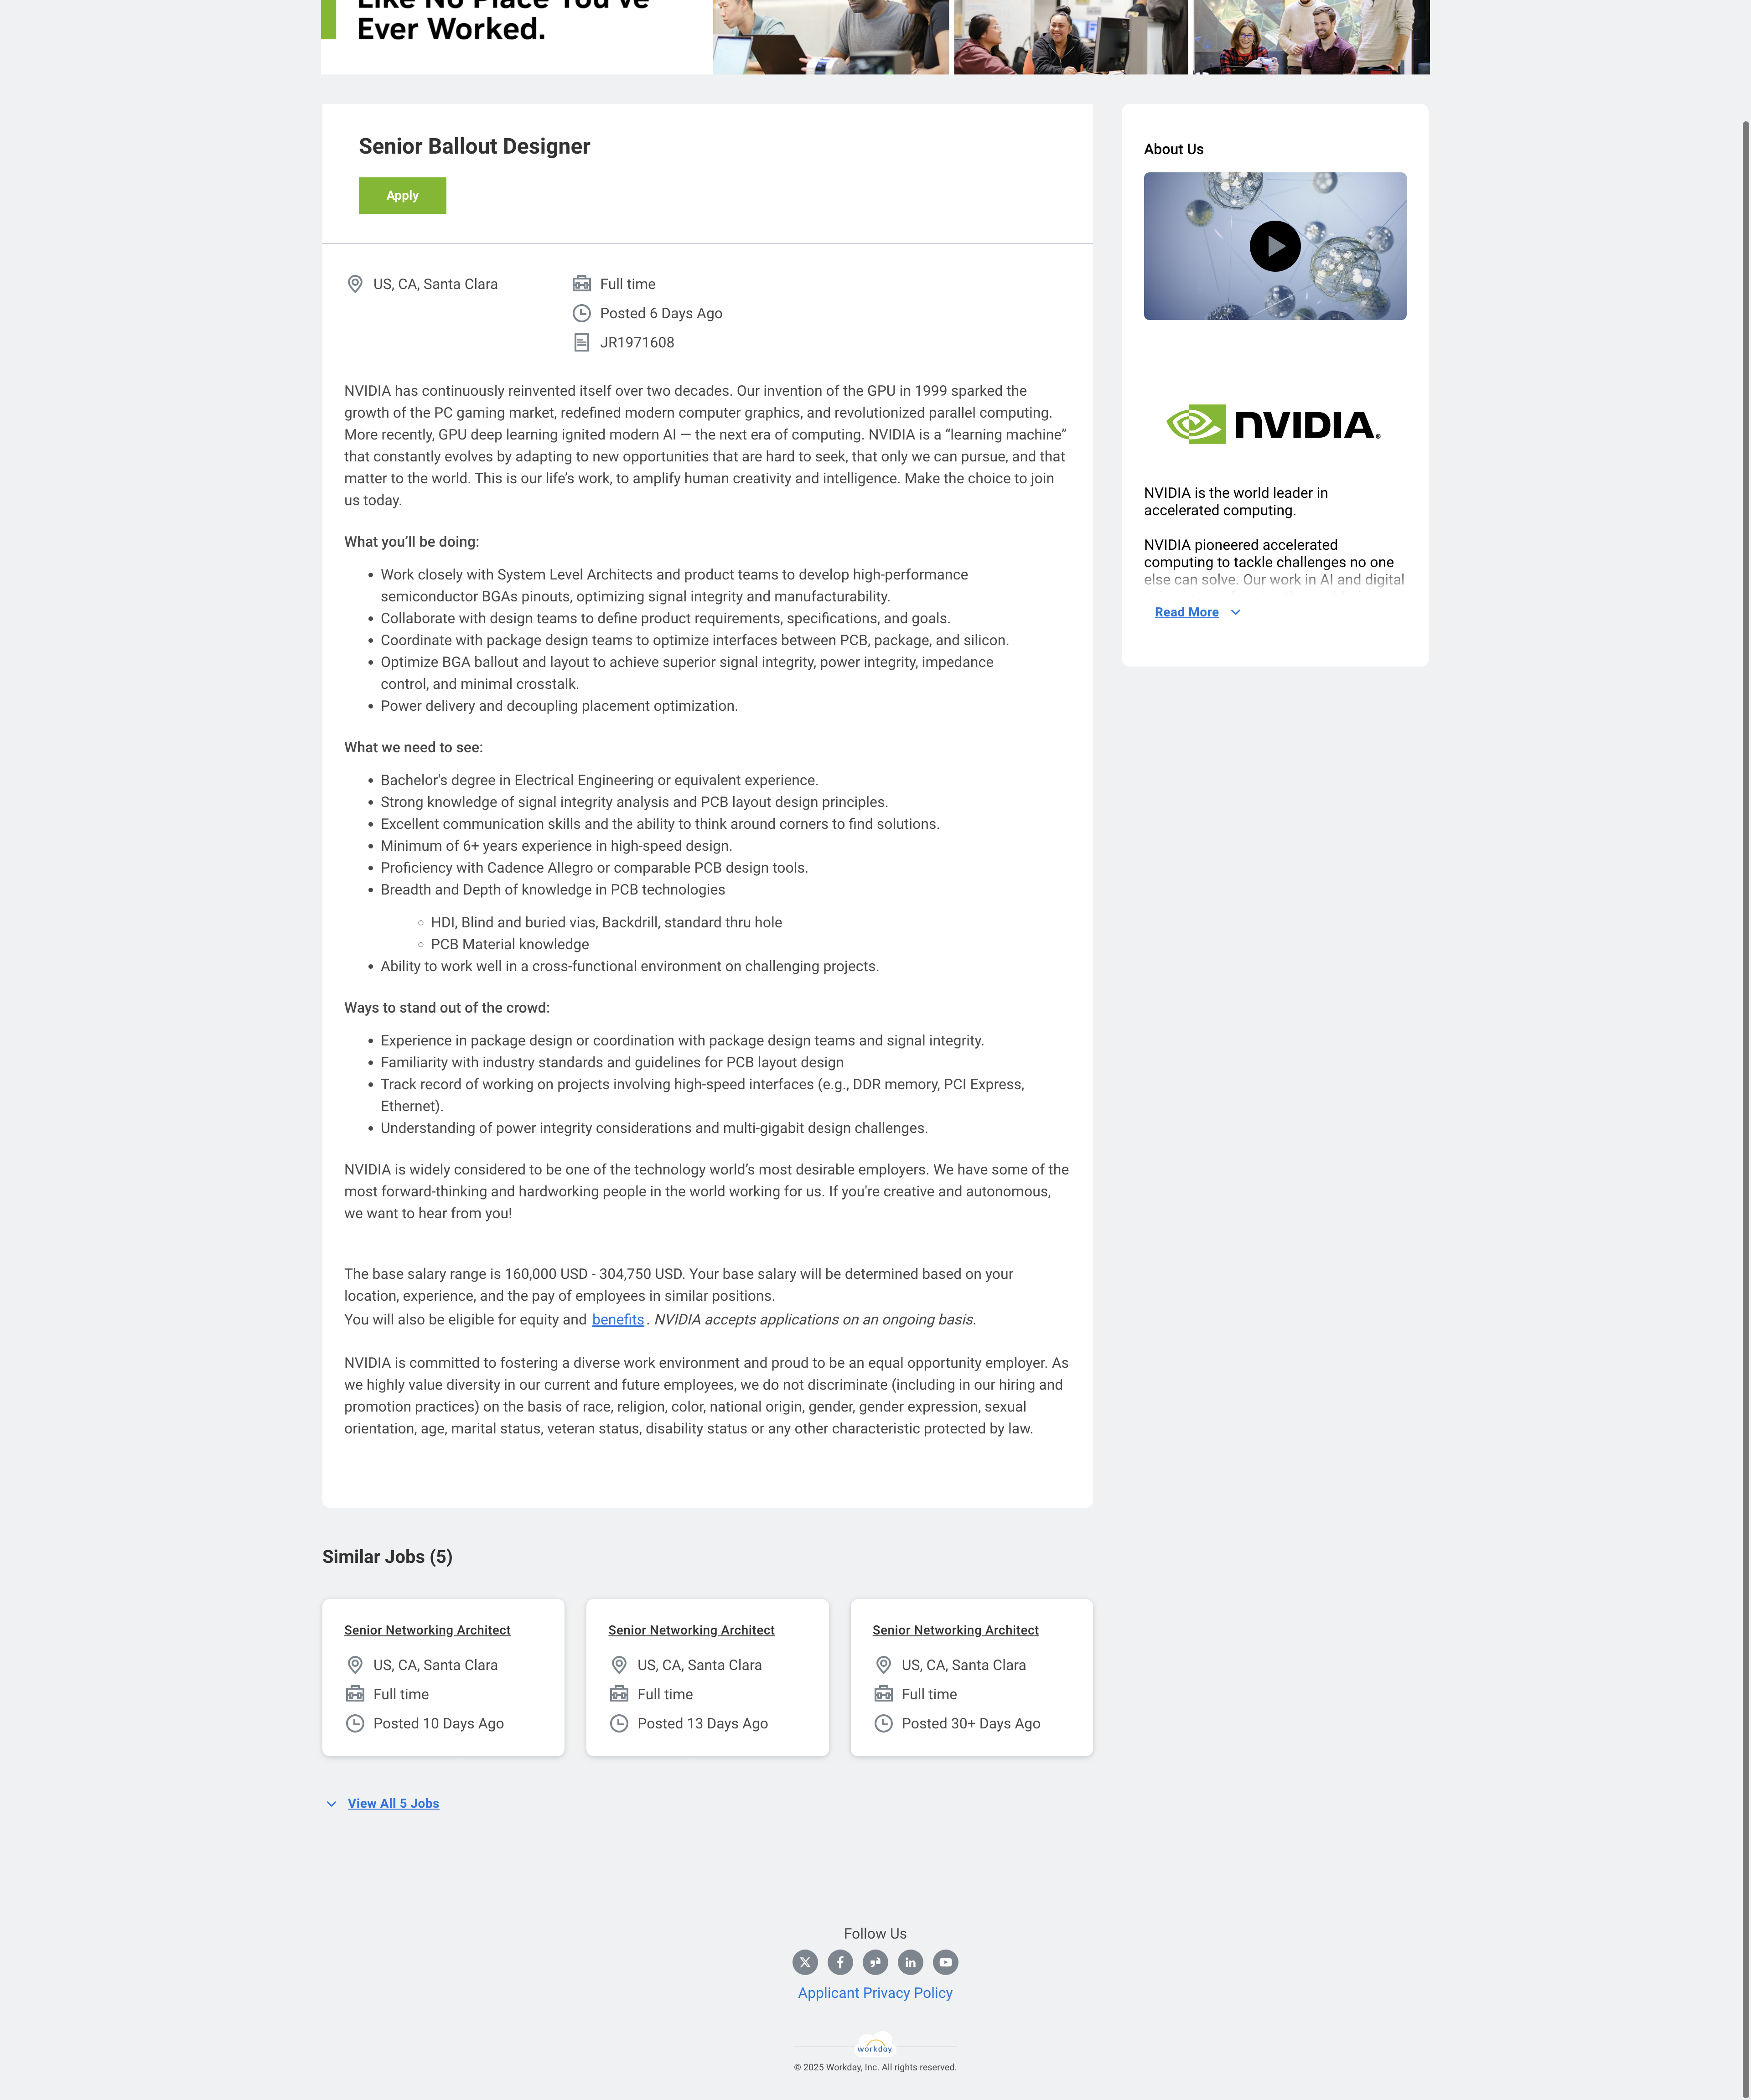 Like No Place You've
Ever Worked.
Senior Ballout Designer
Apply
US, CA, Santa Clara
Full time
Posted 6 Days Ago
JR1971608
NVIDIA has continuously reinvented itself over two decades. Our invention of the GPU in 1999 sparked the
growth of the PC gaming market, redefined modern computer graphics, and revolutionized parallel computing.
More recently, GPU deep learning ignited modern AI — the next era of computing. NVIDIA is a “learning machine”
that constantly evolves by adapting to new opportunities that are hard to seek, that only we can pursue, and that
matter to the world. This is our life’s work, to amplify human creativity and intelligence. Make the choice to join
us today.
What you’ll be doing:
• Work closely with System Level Architects and product teams to develop high-performance
semiconductor BGAs pinouts, optimizing signal integrity and manufacturability.
• Collaborate with design teams to define product requirements, specifications, and goals.
• Coordinate with package design teams to optimize interfaces between PCB, package, and silicon.
• Optimize BGA ballout and layout to achieve superior signal integrity, power integrity, impedance
control, and minimal crosstalk.
• Power delivery and decoupling placement optimization.
What we need to see:
• Bachelor's degree in Electrical Engineering or equivalent experience.
• Strong knowledge of signal integrity analysis and PCB layout design principles.
• Excellent communication skills and the ability to think around corners to find solutions.
• Minimum of 6+ years experience in high-speed design.
• Proficiency with Cadence Allegro or comparable PCB design tools.
• Breadth and Depth of knowledge in PCB technologies
◦ HDI, Blind and buried vias, Backdrill, standard thru hole
◦ PCB Material knowledge
• Ability to work well in a cross-functional environment on challenging projects.
Ways to stand out of the crowd:
• Experience in package design or coordination with package design teams and signal integrity.
• Familiarity with industry standards and guidelines for PCB layout design
• Track record of working on projects involving high-speed interfaces (e.g., DDR memory, PCI Express,
Ethernet).
• Understanding of power integrity considerations and multi-gigabit design challenges.
NVIDIA is widely considered to be one of the technology world’s most desirable employers. We have some of the
most forward-thinking and hardworking people in the world working for us. If you're creative and autonomous,
we want to hear from you!
The base salary range is 160,000 USD - 304,750 USD. Your base salary will be determined based on your
location, experience, and the pay of employees in similar positions.
You will also be eligible for equity and benefits. NVIDIA accepts applications on an ongoing basis.
NVIDIA is committed to fostering a diverse work environment and proud to be an equal opportunity employer. As
we highly value diversity in our current and future employees, we do not discriminate (including in our hiring and
promotion practices) on the basis of race, religion, color, national origin, gender, gender expression, sexual
orientation, age, marital status, veteran status, disability status or any other characteristic protected by law.
About Us
NVIDIA.
NVIDIA is the world leader in
accelerated computing.
NVIDIA pioneered accelerated
computing to tackle challenges no one
else can solve. Our work in AI and digital
Read More
Similar Jobs (5)
Senior Networking Architect
US, CA, Santa Clara
Full time
Posted 10 Days Ago
Senior Networking Architect
US, CA, Santa Clara
Full time
Posted 13 Days Ago
Senior Networking Architect
US, CA, Santa Clara
Full time
Posted 30+ Days Ago
View All 5 Jobs
Follow Us
Applicant Privacy Policy
workday.
© 2025 Workday, Inc. All rights reserved.